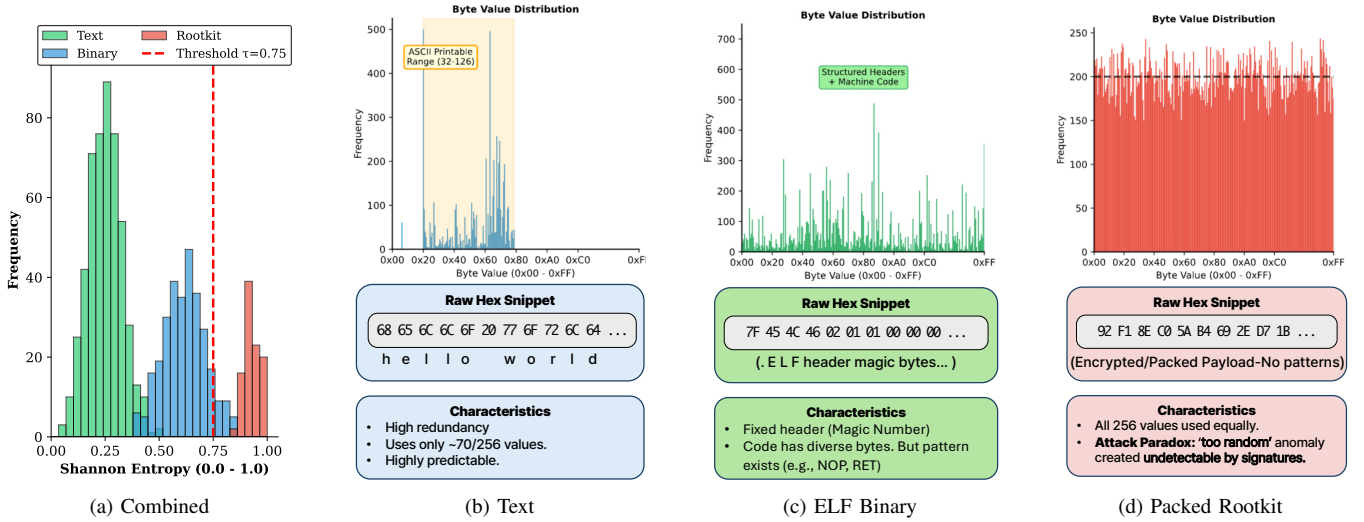 Text
Binary
Rootkit
Threshold τ=0.75
Frequency
80
60
40
20
0
0.00 0.25 0.50 0.75 1.00
Shannon Entropy (0.0 - 1.0)
(a) Combined
Byte Value Distribution
ASCII Printable
Range (32-126)
Frequency
500
400
300
200
100
0
0x00 0x20 0x40 0x60 0x80 0xA0 0xC0 0xFI
Byte Value (0x00 - 0xFF)
Raw Hex Snippet
68 65 6C 6C 6F 20 77 6F 72 6C 64 ...
h e l l o w o r l d
Characteristics
• High redundancy
• Uses only ~70/256 values.
• Highly predictable.
(b) Text
Byte Value Distribution
Structured Headers
+ Machine Code
Frequency
700
600
500
400
300
200
100
0
0x00 0x20 0x40 0x60 0x80 0xA0 0xC0 0xFF
Byte Value (0x00 - 0xFF)
Raw Hex Snippet
7F 45 4C 46 02 01 01 00 00 00 ...
(. E L F header magic bytes... )
Characteristics
• Fixed header (Magic Number)
• Code has diverse bytes. But pattern
exists (e.g., NOP, RET)
(c) ELF Binary
Byte Value Distribution
Frequency
250
200
150
100
50
0
0x00 0x20 0x40 0x60 0x80 0xA0 0xC0 0xFF
Byte Value (0x00 - 0xFF)
Raw Hex Snippet
92 F1 8E C0 5A B4 69 2E D7 1B ...
(Encrypted/Packed Payload-No patterns)
Characteristics
• All 256 values used equally.
• Attack Paradox: 'too random' anomaly
created undetectable by signatures.
(d) Packed Rootkit